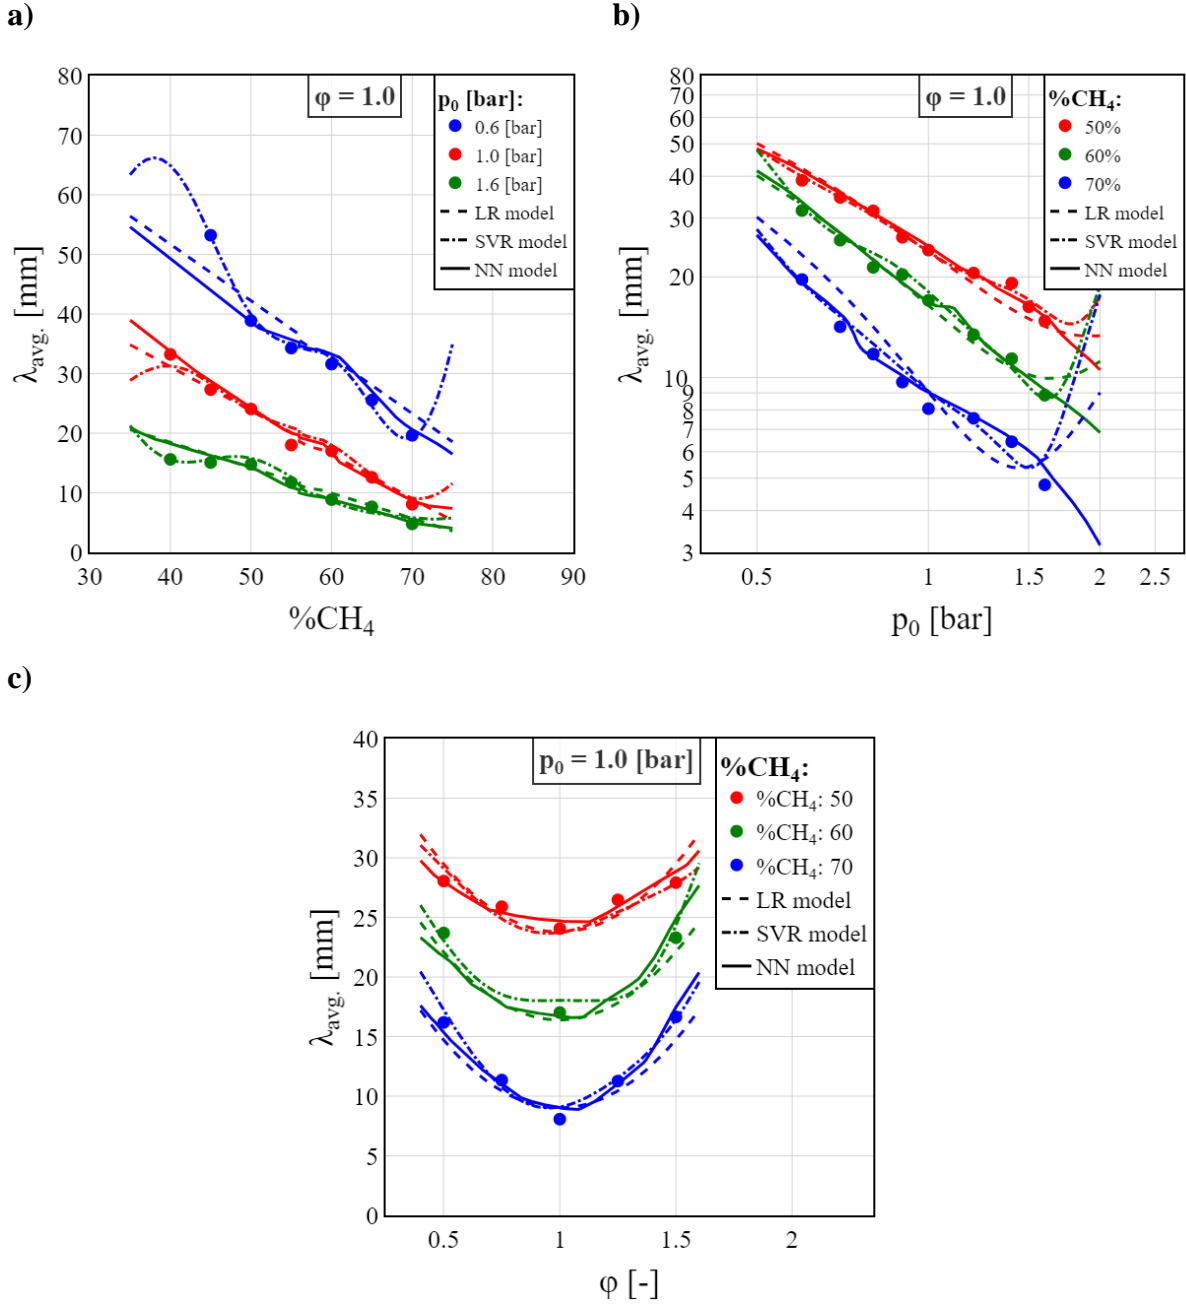 a)
φ = 1.0
p0 [bar]:
0.6 [bar]
1.0 [bar]
1.6 [bar]
LR model
SVR model
NN model
80
70
60
50
40
30
20
10
0
λavg. [mm]
30 40 50 60 70 80 90
%CH4
b)
φ = 1.0
%CH4:
50%
60%
70%
LR model
SVR model
NN model
80
70
60
50
40
30
20
10
9
8
7
6
5
4
3
λavg. [mm]
0.5 1 1.5 2 2.5
p0 [bar]
c)
p0 = 1.0 [bar]
%CH4:
%CH4: 50
%CH4: 60
%CH4: 70
LR model
SVR model
NN model
40
35
30
25
20
15
10
5
0
λavg. [mm]
0.5 1 1.5 2
φ [-]